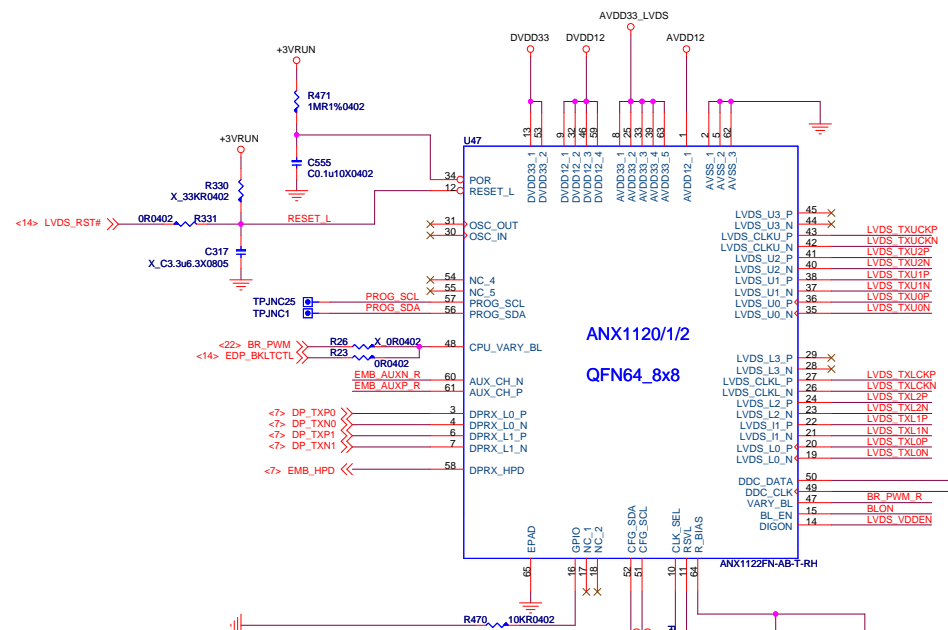 AVDD33_LVDS
DVDD33 DVDD12 AVDD12
+3VRUN
R471
1MR1%0402
13 53 9 32 46 59 8 25 33 39 63 1 2 5 62
U47
DVDD33_1 DVDD33_2 DVDD12_1 DVDD12_2 DVDD12_3 DVDD12_4 AVDD33_1 AVDD33_2 AVDD33_3 AVDD33_4 AVDD33_5 AVDD12_1 AVSS_1 AVSS_2 AVSS_3
+3VRUN
C555
C0.1u10X0402
34 POR
12 RESET_L
R330
X_33KR0402
<14> LVDS_RST# 0R0402 R331 RESET_L
C317
X_C3.3u6.3X0805
31 OSC_OUT
30 OSC_IN
54 NC_4
55 NC_5
TPJNC25 PROG_SCL 57 PROG_SCL
TPJNC1 PROG_SDA 56 PROG_SDA
<22> BR_PWM R26 X_0R0402 48 CPU_VARY_BL
<14> EDP_BKLTCTL R23 0R0402
EMB_AUXN_R 60 AUX_CH_N
EMB_AUXP_R 61 AUX_CH_P
<7> DP_TXP0 3 DPRX_L0_P
<7> DP_TXN0 4 DPRX_L0_N
<7> DP_TXP1 6 DPRX_L1_P
<7> DP_TXN1 7 DPRX_L1_N
<7> EMB_HPD 58 DPRX_HPD
ANX1120/1/2
QFN64_8x8
LVDS_U3_P 45
LVDS_U3_N 44
LVDS_CLKU_P 43 LVDS_TXUCKP
LVDS_CLKU_N 42 LVDS_TXUCKN
LVDS_U2_P 41 LVDS_TXU2P
LVDS_U2_N 40 LVDS_TXU2N
LVDS_U1_P 38 LVDS_TXU1P
LVDS_U1_N 37 LVDS_TXU1N
LVDS_U0_P 36 LVDS_TXU0P
LVDS_U0_N 35 LVDS_TXU0N
LVDS_L3_P 29
LVDS_L3_N 28
LVDS_CLKL_P 27 LVDS_TXLCKP
LVDS_CLKL_N 26 LVDS_TXLCKN
LVDS_L2_P 24 LVDS_TXL2P
LVDS_L2_N 23 LVDS_TXL2N
LVDS_l1_P 22 LVDS_TXL1P
LVDS_l1_N 21 LVDS_TXL1N
LVDS_L0_P 20 LVDS_TXL0P
LVDS_L0_N 19 LVDS_TXL0N
DDC_DATA 50
DDC_CLK 49
VARY_BL 47 BR_PWM_R
BL_EN 15 BLON
DIGON 14 LVDS_VDDEN
EPAD GPIO NC_1 NC_2 CFG_SDA CFG_SCL CLK_SEL RSVL R_BIAS
ANX1122FN-AB-T-RH
65 16 17 18 52 51 10 11 64
R470 10KR0402